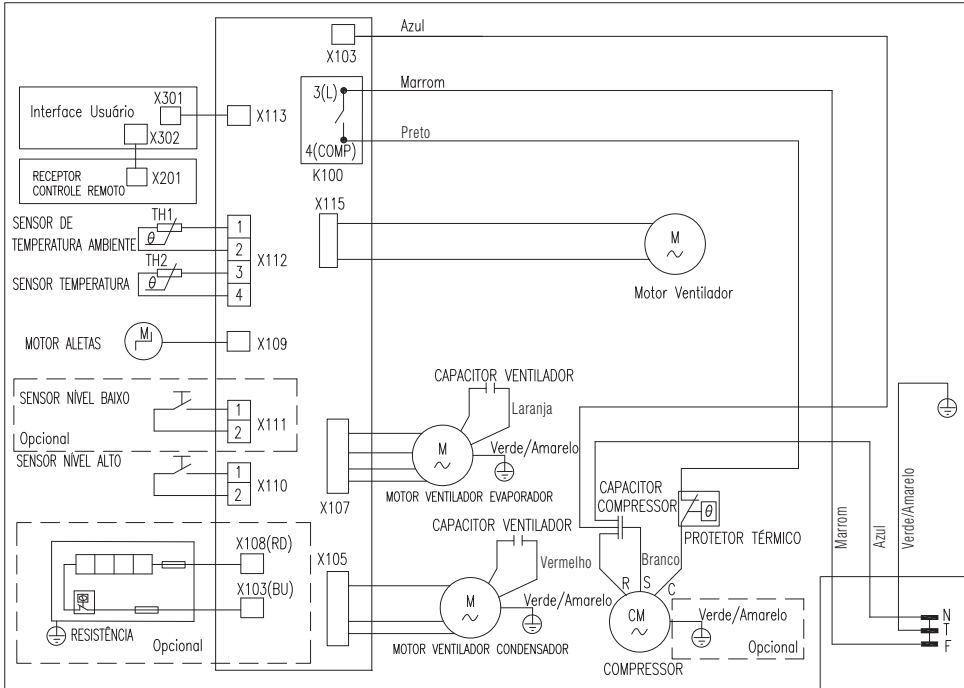 Azul
X103
Marrom
3(L)
X301
Interface Usuário
X113
X302
Preto
4(COMP)
K100
RECEPTOR
CONTROLE REMOTO
X201
X115
SENSOR DE
TEMPERATURA AMBIENTE
TH1
θ
1
2
X112
M
Motor Ventilador
SENSOR TEMPERATURA
TH2
θ
3
4
MOTOR ALETAS
M
X109
CAPACITOR VENTILADOR
SENSOR NÍVEL BAIXO
1
2
X111
Opcional
Laranja
M
Verde/Amarelo
SENSOR NÍVEL ALTO
1
2
X110
X107
MOTOR VENTILADOR EVAPORADOR
CAPACITOR
COMPRESSOR
θ
PROTETOR TÉRMICO
Marrom
Azul
Verde/Amarelo
CAPACITOR VENTILADOR
X108(RD)
X105
Vermelho
Branco
X103(BU)
R
S
C
M
Verde/Amarelo
CM
Verde/Amarelo
Opcional
N
T
F
RESISTÊNCIA
Opcional
MOTOR VENTILADOR CONDENSADOR
COMPRESSOR